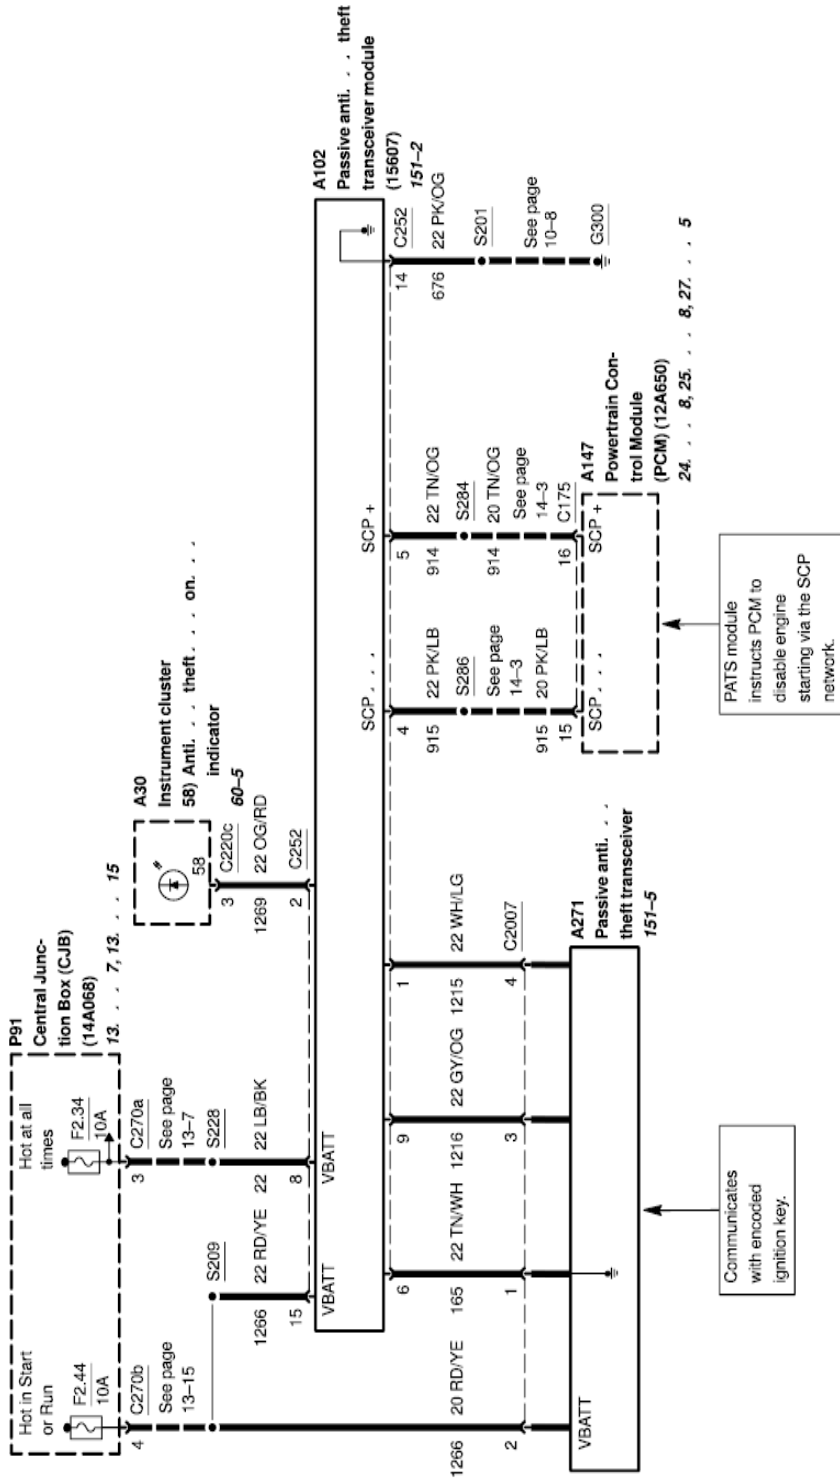 P91
Central Junc-
tion Box (CJB)
(14A068)
13. . . 7, 13. . . 15
Hot in Start
or Run
F2.44
10A
Hot at all
times
F2.34
10A
4
C270b
See page
13–15
3
C270a
See page
13–7
S209
S228
1266
22 RD/YE
22
22 LB/BK
15
8
VBATT
VBATT
A30
Instrument cluster
58) Anti. . . theft. . . on. . .
indicator
60–5
58
3
C220c
1269
22 OG/RD
2
C252
A102
Passive anti. . . theft
transceiver module
(15607)
151–2
SCP. . .
SCP +
6
9
1
4
5
14
C252
1266
20 RD/YE
165
22 TN/WH
1216
22 GY/OG
1215
22 WH/LG
2
1
3
4
C2007
VBATT
A271
Passive anti. . .
theft transceiver
151–5
915
22 PK/LB
S286
See page
14–3
915
20 PK/LB
15
914
22 TN/OG
S284
914
20 TN/OG
See page
14–3
16
C175
SCP. . .
SCP +
676
22 PK/OG
S201
See page
10–8
G300
A147
Powertrain Con-
trol Module
(PCM) (12A650)
24. . . 8, 25. . . 8, 27. . . 5
Communicates
with encoded
ignition key.
PATS module
instructs PCM to
disable engine
starting via the SCP
network.